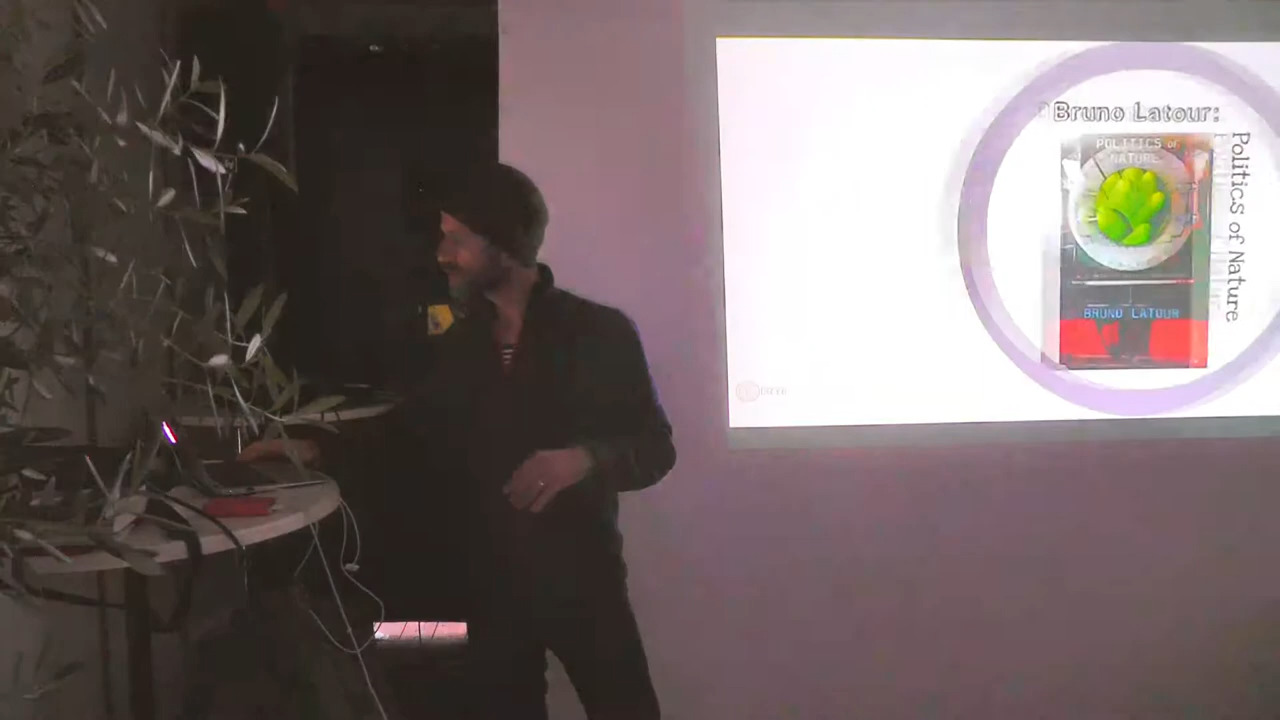 Bruno Latour:
POLITICS of
NATURE
BRUNO LATOUR
Politics of Nature